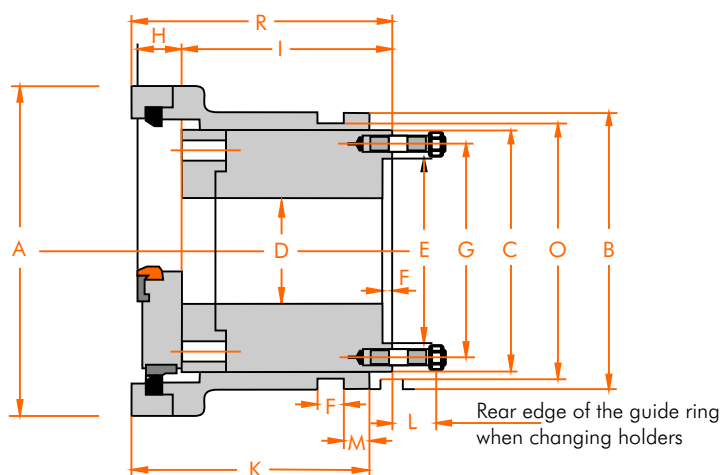 R
H
I
A
D
E
G
C
O
B
F
F
L
M
K
Rear edge of the guide ring
when changing holders